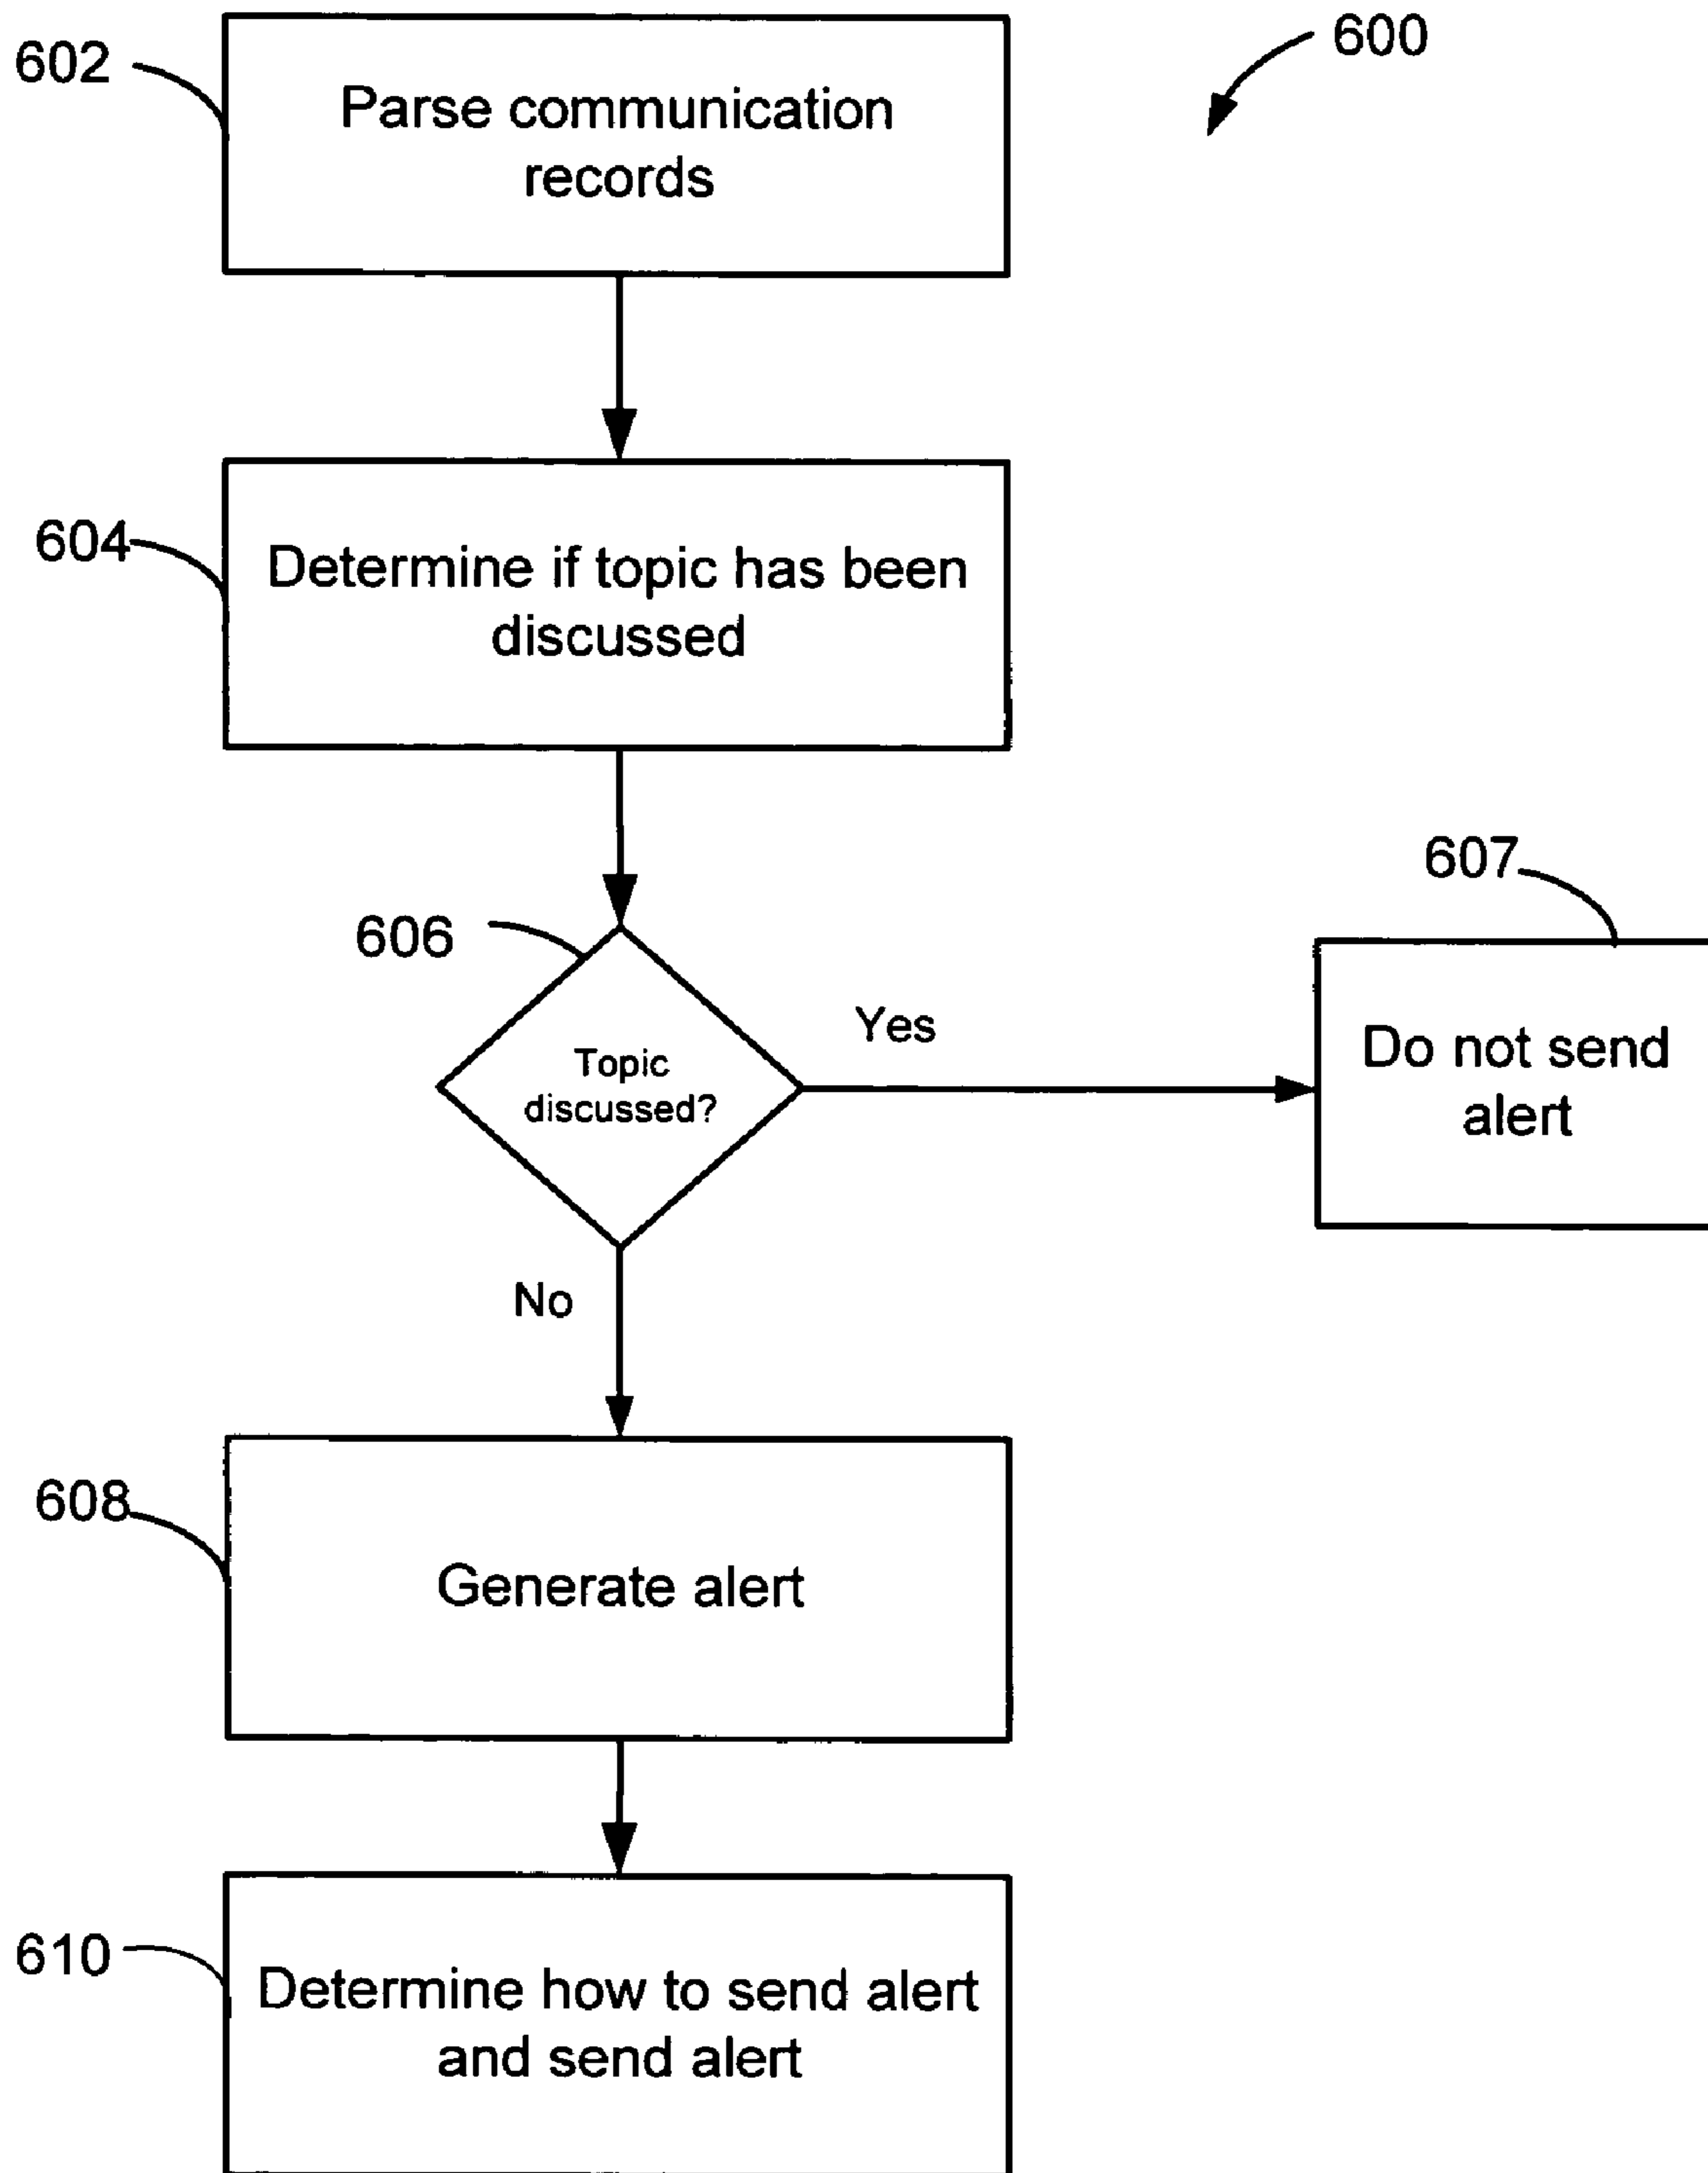 600
602
Parse communication
records
604
Determine if topic has been
discussed
606
Topic
discussed?
Yes
607
Do not send
alert
No
608
Generate alert
610
Determine how to send alert
and send alert